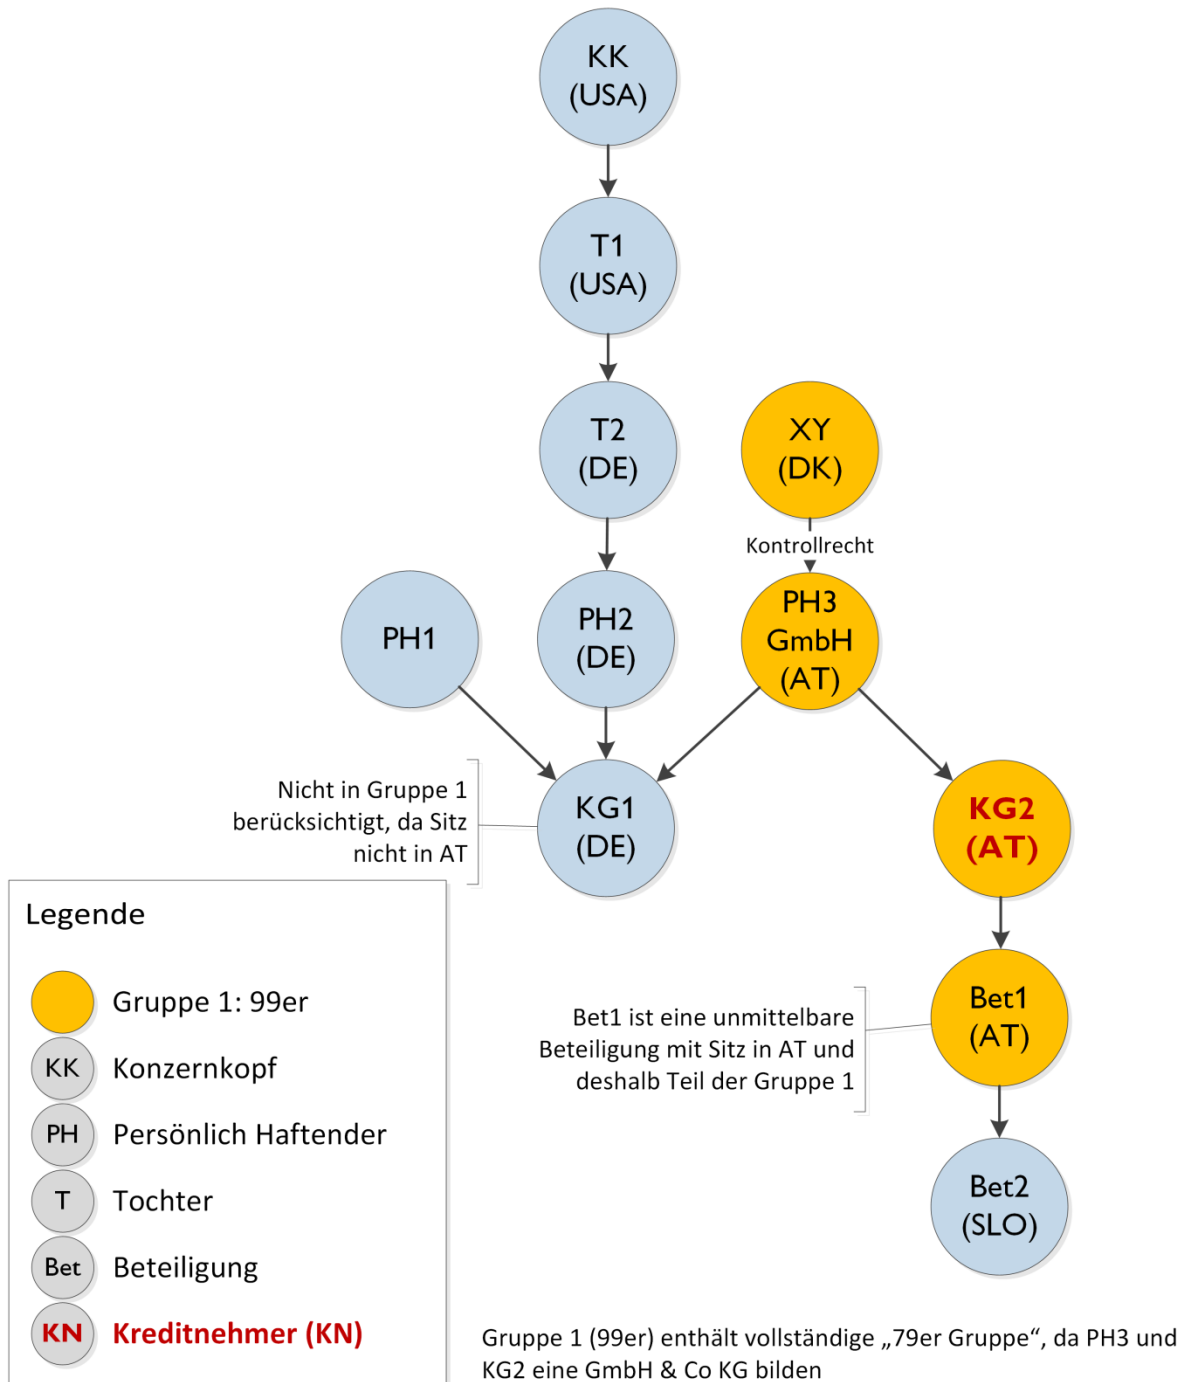 KK
(USA)
T1
(USA)
T2
(DE)
XY
(DK)
Kontrollrecht
PH1
PH2
(DE)
PH3
GmbH
(AT)
Nicht in Gruppe 1
berücksichtigt, da Sitz
nicht in AT
KG1
(DE)
KG2
(AT)
Bet1 ist eine unmittelbare
Beteiligung mit Sitz in AT und
deshalb Teil der Gruppe 1
Bet1
(AT)
Bet2
(SLO)
Legende
Gruppe 1: 99er
KK Konzernkopf
PH Persönlich Haftender
T Tochter
Bet Beteiligung
KN Kreditnehmer (KN)
Gruppe 1 (99er) enthält vollständige „79er Gruppe“, da PH3 und
KG2 eine GmbH & Co KG bilden